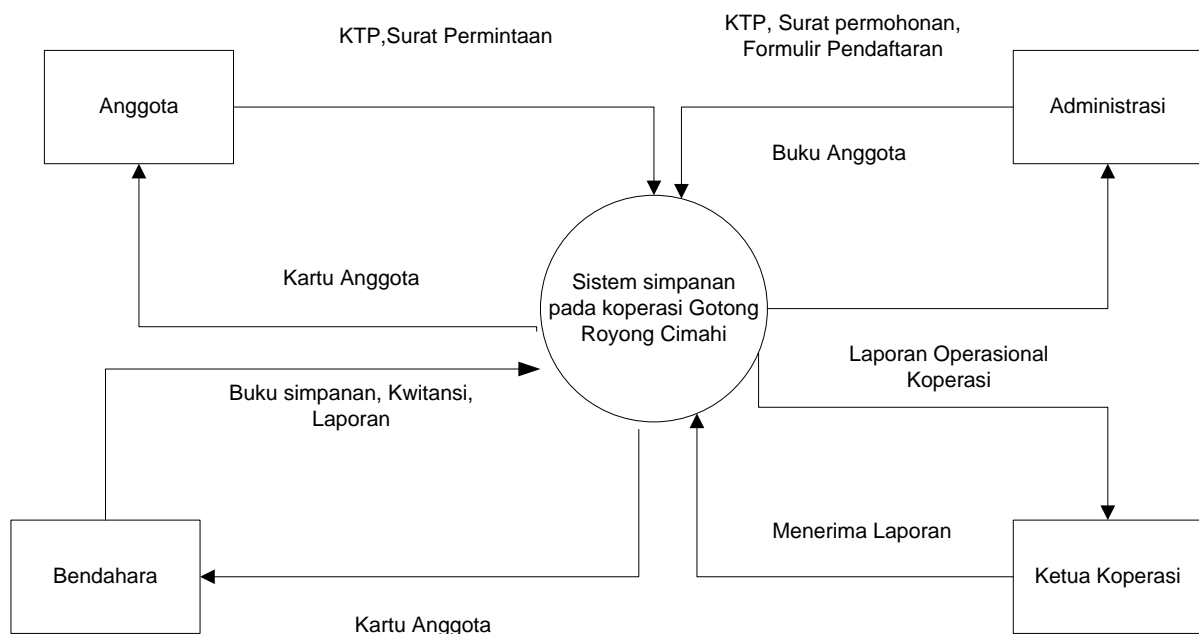 KTP,Surat Permintaan
KTP, Surat permohonan,
Formulir Pendaftaran
Anggota
Administrasi
Buku Anggota
Kartu Anggota
Sistem simpanan
pada koperasi Gotong
Royong Cimahi
Laporan Operasional
Koperasi
Buku simpanan, Kwitansi,
Laporan
Menerima Laporan
Bendahara
Ketua Koperasi
Kartu Anggota